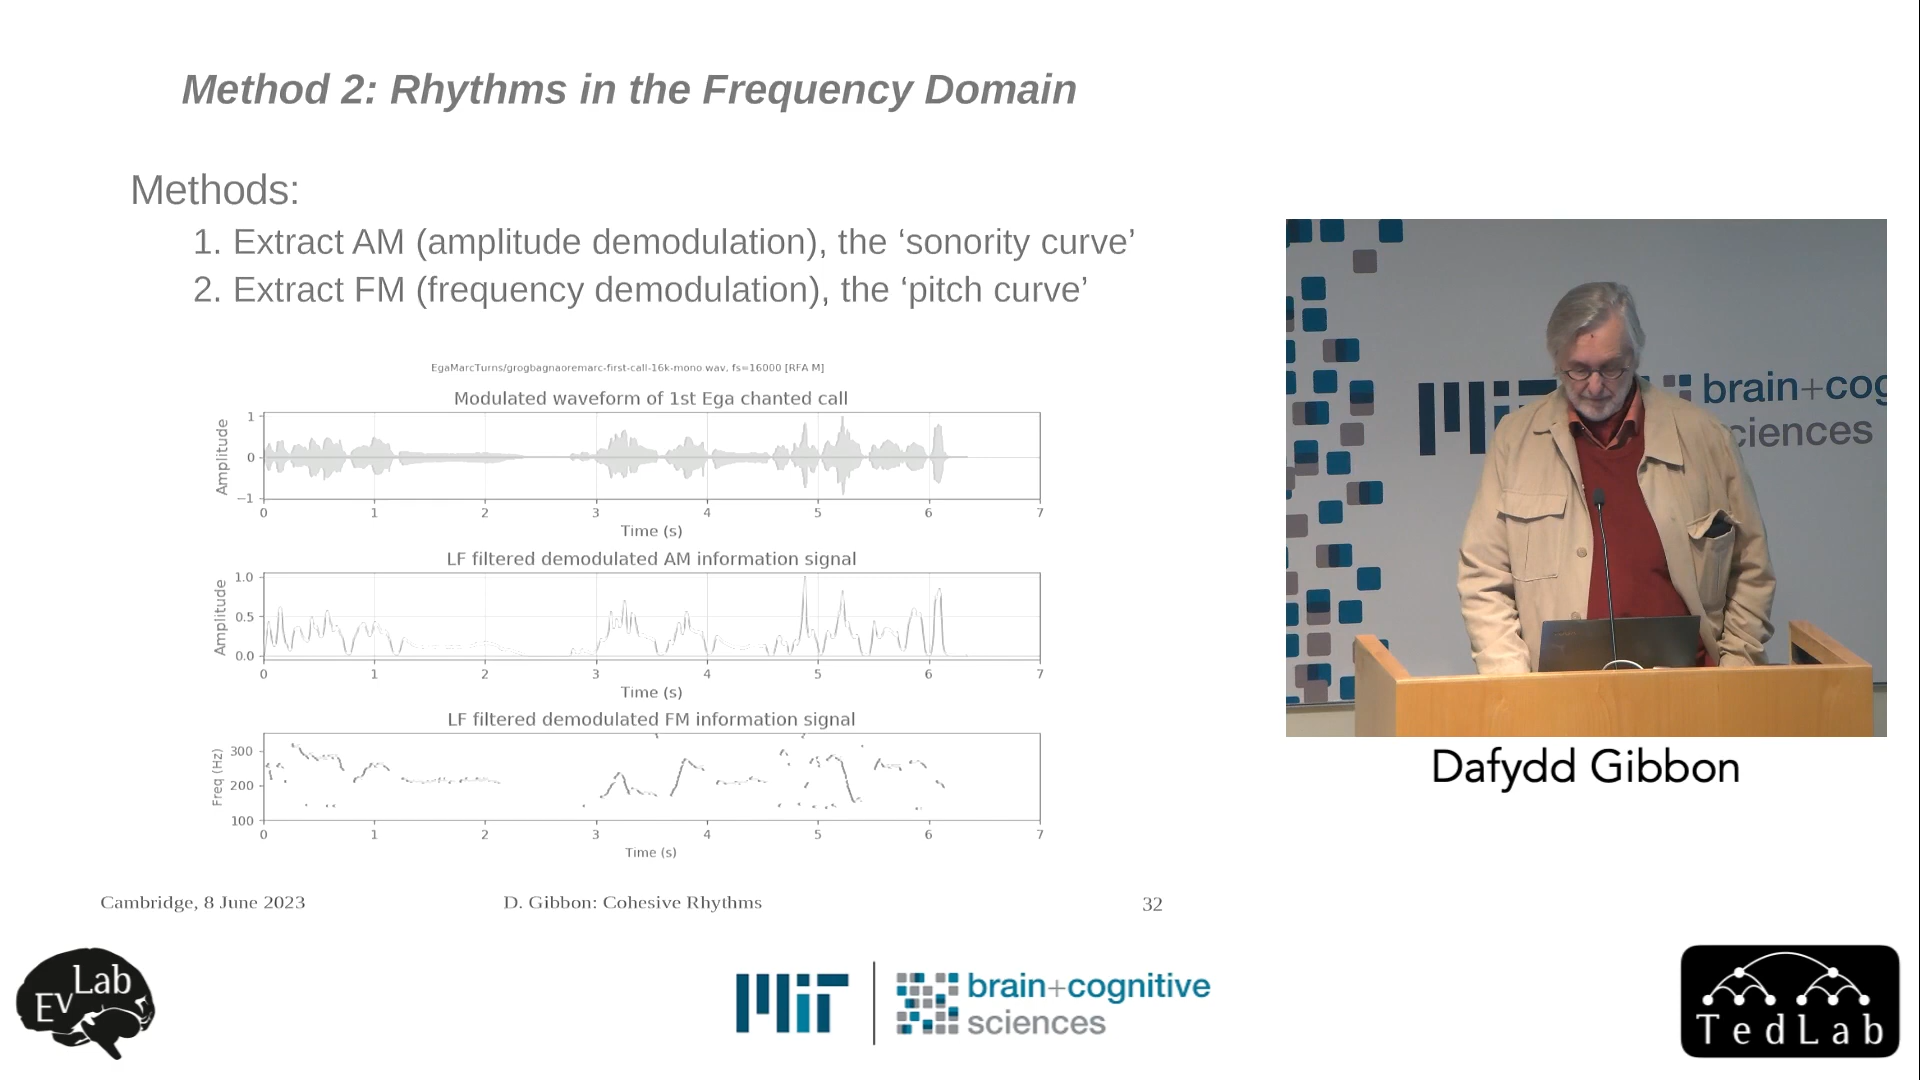 Method 2: Rhythms in the Frequency Domain
Methods:
1. Extract AM (amplitude demodulation), the ‘sonority curve’
2. Extract FM (frequency demodulation), the ‘pitch curve’
EgaMarcTurns/grogbagnaoremarc-first-call-16k-mono.wav, fs=16000 [RFA M]
Modulated waveform of 1st Ega chanted call
Amplitude
1
0
−1
0 1 2 3 4 5 6 7
Time (s)
LF filtered demodulated AM information signal
Amplitude
1.0
0.5
0.0
0 1 2 3 4 5 6 7
Time (s)
LF filtered demodulated FM information signal
Freq (Hz)
300
200
100
0 1 2 3 4 5 6 7
Time (s)
Cambridge, 8 June 2023
D. Gibbon: Cohesive Rhythms
32
brain+cog
ciences
Dafydd Gibbon
EvLab
MIT
brain+cognitive
sciences
TedLab